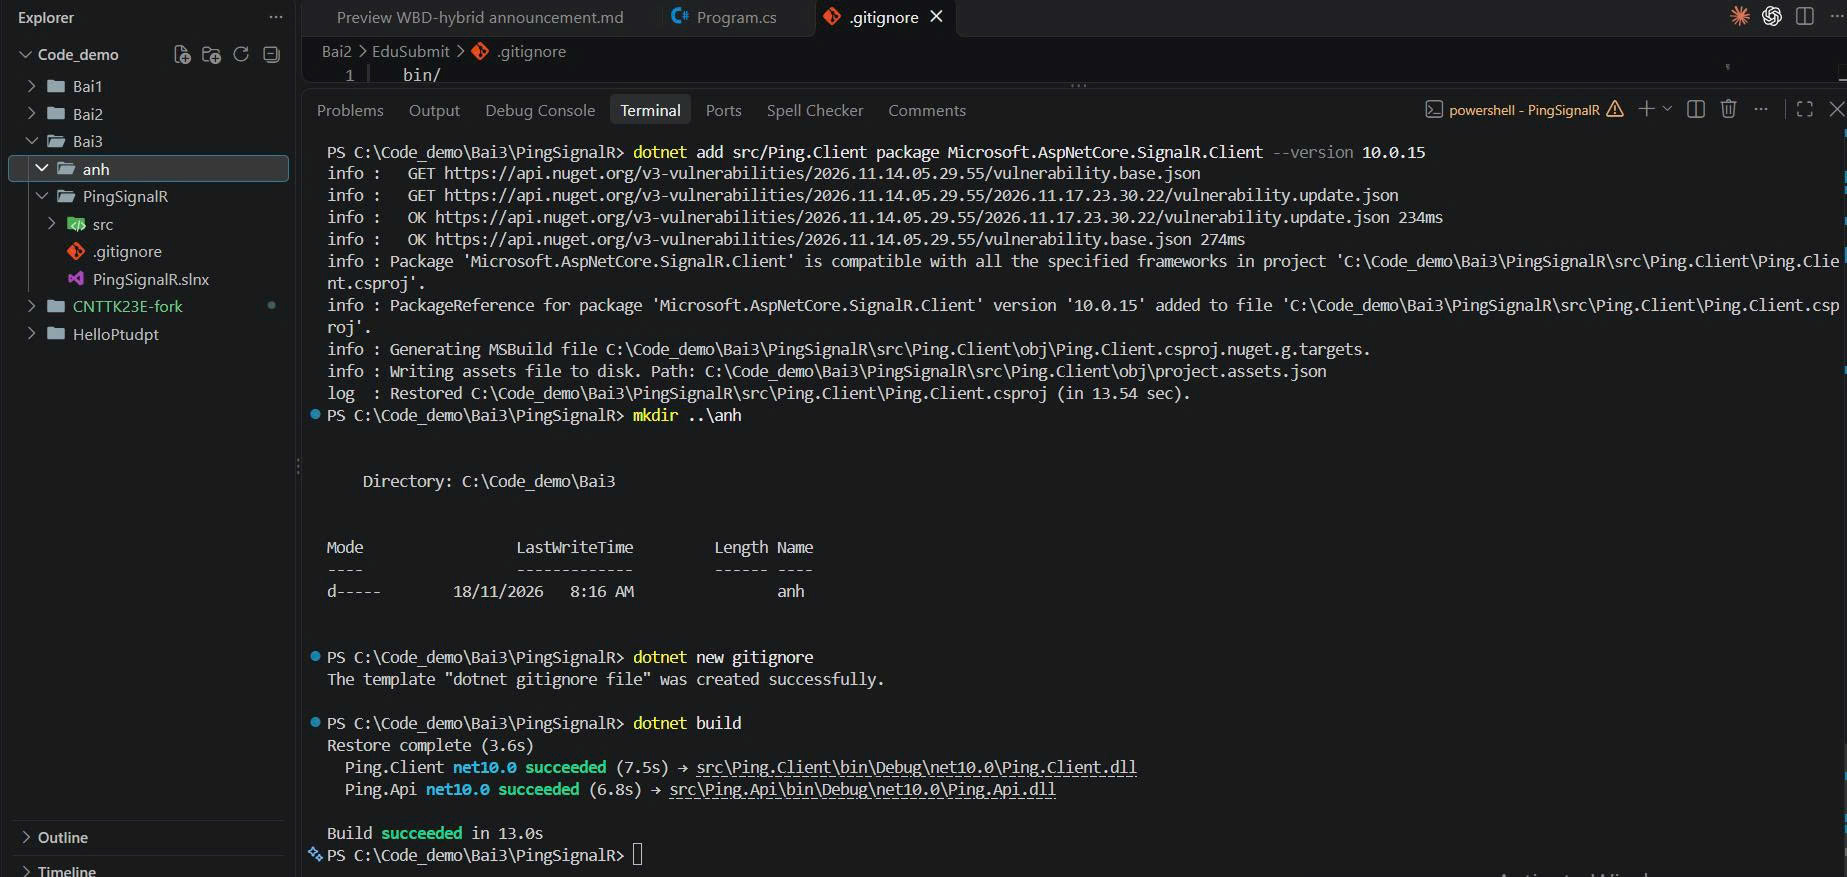 Explorer
Code_demo
Bai1
Bai2
Bai3
anh
PingSignalR
src
.gitignore
PingSignalR.slnx
CNTTK23E-fork
HelloPtudpt
Outline
Timeline
Preview WBD-hybrid announcement.md
Program.cs
.gitignore
Bai2 > EduSubmit > .gitignore
1 bin/
Problems Output Debug Console Terminal Ports Spell Checker Comments
powershell - PingSignalR
PS C:\Code_demo\Bai3\PingSignalR> dotnet add src/Ping.Client package Microsoft.AspNetCore.SignalR.Client --version 10.0.15
info :   GET https://api.nuget.org/v3-vulnerabilities/2026.11.14.05.29.55/vulnerability.base.json
info :   GET https://api.nuget.org/v3-vulnerabilities/2026.11.14.05.29.55/2026.11.17.23.30.22/vulnerability.update.json
info :   OK https://api.nuget.org/v3-vulnerabilities/2026.11.14.05.29.55/2026.11.17.23.30.22/vulnerability.update.json 234ms
info :   OK https://api.nuget.org/v3-vulnerabilities/2026.11.14.05.29.55/vulnerability.base.json 274ms
info : Package 'Microsoft.AspNetCore.SignalR.Client' is compatible with all the specified frameworks in project 'C:\Code_demo\Bai3\PingSignalR\src\Ping.Client\Ping.Clie
nt.csproj'.
info : PackageReference for package 'Microsoft.AspNetCore.SignalR.Client' version '10.0.15' added to file 'C:\Code_demo\Bai3\PingSignalR\src\Ping.Client\Ping.Client.csp
roj'.
info : Generating MSBuild file C:\Code_demo\Bai3\PingSignalR\src\Ping.Client\obj\Ping.Client.csproj.nuget.g.targets.
info : Writing assets file to disk. Path: C:\Code_demo\Bai3\PingSignalR\src\Ping.Client\obj\project.assets.json
log  : Restored C:\Code_demo\Bai3\PingSignalR\src\Ping.Client\Ping.Client.csproj (in 13.54 sec).
PS C:\Code_demo\Bai3\PingSignalR> mkdir ..\anh
Directory: C:\Code_demo\Bai3
Mode LastWriteTime Length Name
---- ------------- ------ ----
d----- 18/11/2026 8:16 AM anh
PS C:\Code_demo\Bai3\PingSignalR> dotnet new gitignore
The template "dotnet gitignore file" was created successfully.
PS C:\Code_demo\Bai3\PingSignalR> dotnet build
Restore complete (3.6s)
Ping.Client net10.0 succeeded (7.5s) → src\Ping.Client\bin\Debug\net10.0\Ping.Client.dll
Ping.Api net10.0 succeeded (6.8s) → src\Ping.Api\bin\Debug\net10.0\Ping.Api.dll
Build succeeded in 13.0s
PS C:\Code_demo\Bai3\PingSignalR>